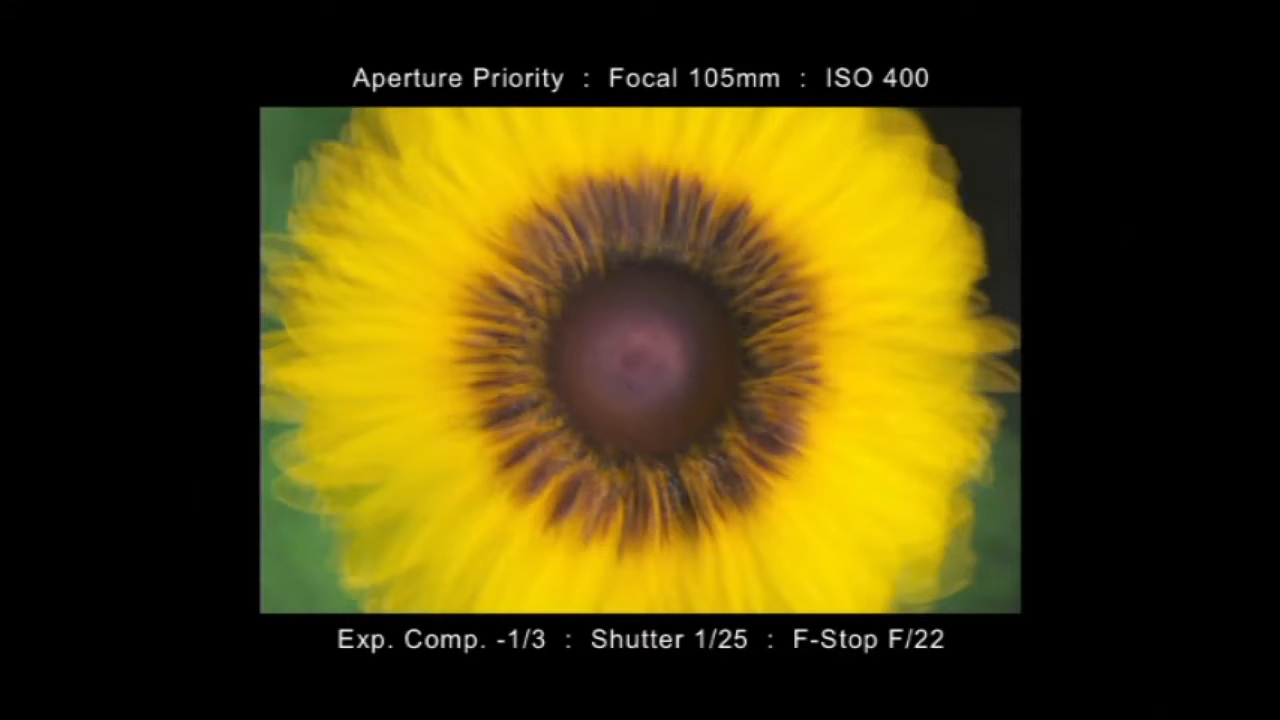 Aperture Priority : Focal 105mm : ISO 400
Exp. Comp. -1/3 : Shutter 1/25 : F-Stop F/22